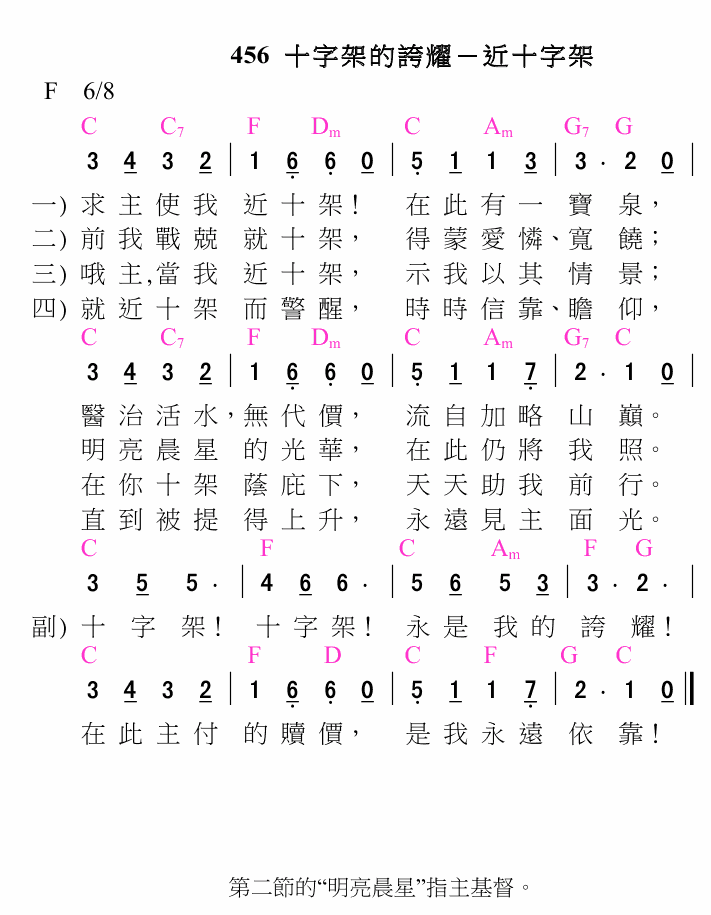 456 十字架的誇耀－近十字架
F 6/8
C C7 F Dm C Am G7 G
3 4 3 2 | 1 6 6 0 | 5 1 1 3 | 3 . 2 0 |
一) 求主使我 近十架！ 在此有一 寶 泉，
二) 前我戰兢 就十架， 得蒙愛憐、寬 饒；
三) 哦主,當我 近十架， 示我以其 情 景；
四) 就近十架 而警醒， 時時信靠、瞻 仰，
C C7 F Dm C Am G7 C
3 4 3 2 | 1 6 6 0 | 5 1 1 7 | 2 . 1 0 |
醫治活水，無代價， 流自加略 山 巔。
明亮晨星 的光華， 在此仍將 我 照。
在你十架 蔭庇下， 天天助我 前 行。
直到被提 得上升， 永遠見主 面 光。
C F C Am F G
3 5 5 . | 4 6 6 . | 5 6 5 3 | 3 . 2 . |
副) 十 字 架！ 十字架！ 永是 我的 誇 耀！
C F D C F G C
3 4 3 2 | 1 6 6 0 | 5 1 1 7 | 2 . 1 0 ||
在此主付 的贖價， 是我永遠 依 靠！
第二節的“明亮晨星”指主基督。